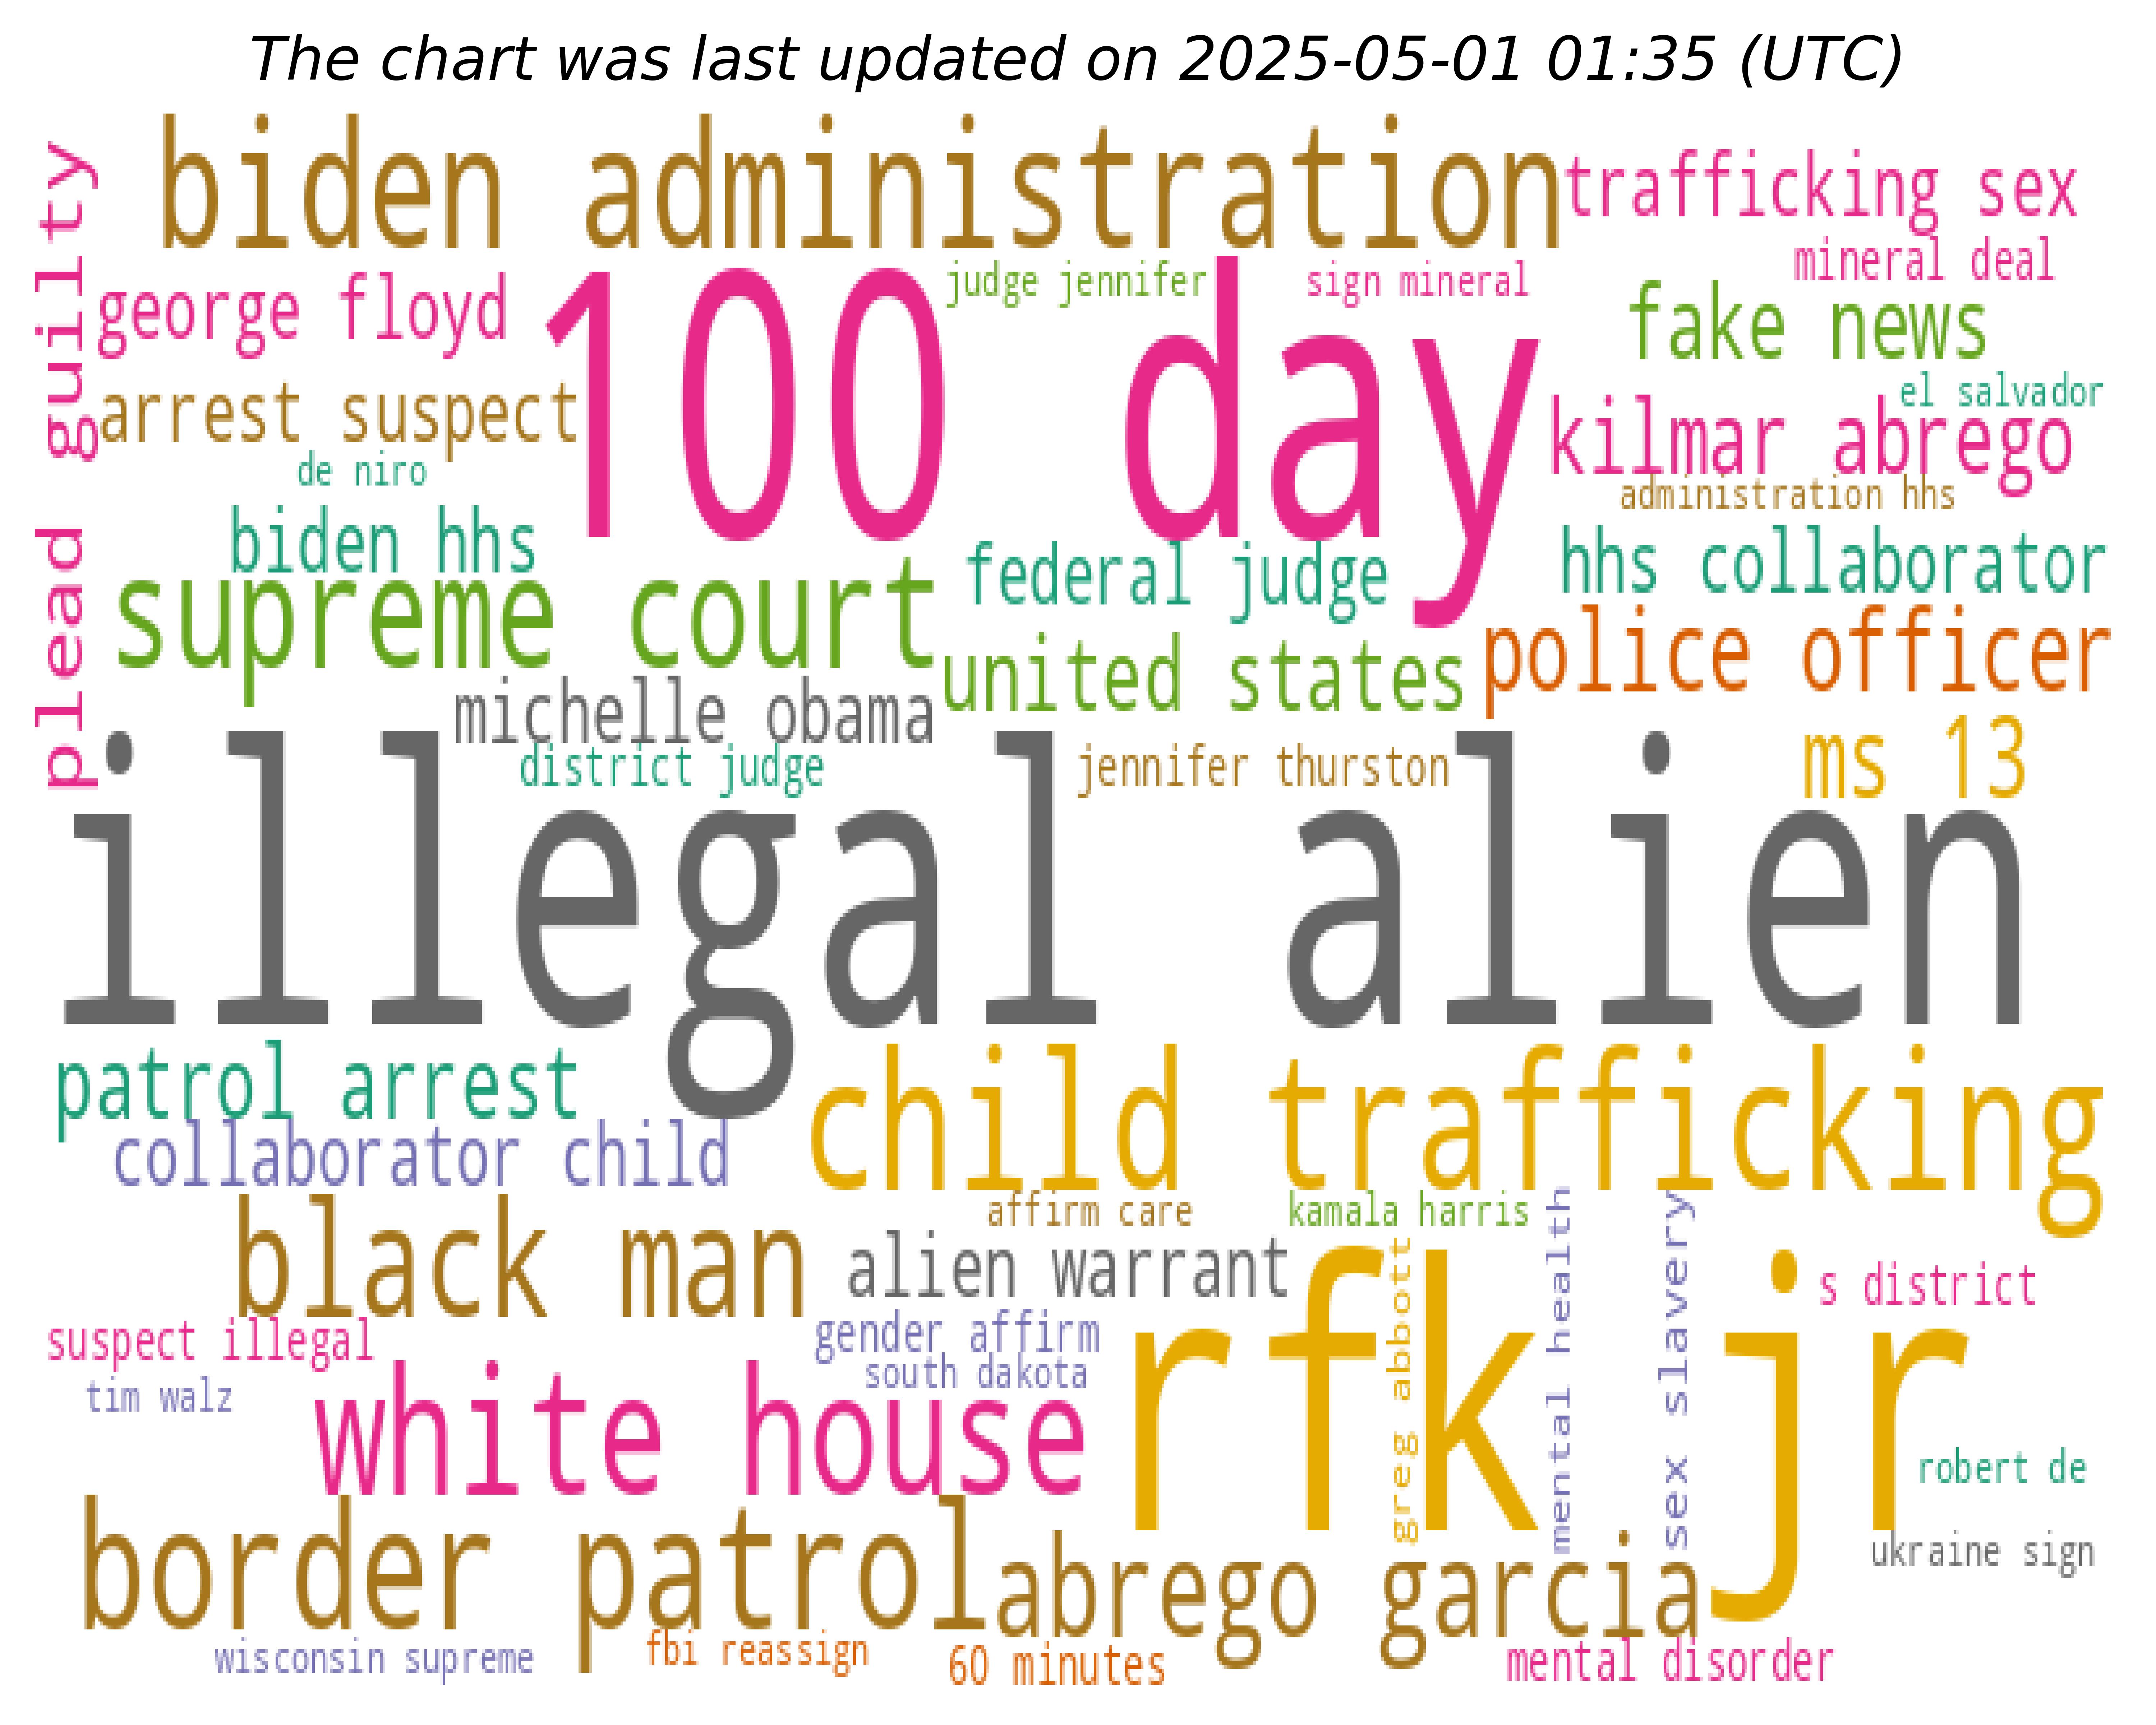 The chart was last updated on 2025-05-01 01:35 (UTC)
biden administration
trafficking sex
plead guilty
mineral deal
judge jennifer
sign mineral
george floyd
100 day
fake news
el salvador
arrest suspect
kilmar abrego
de niro
administration hhs
biden hhs
federal judge
hhs collaborator
supreme court
united states
police officer
michelle obama
district judge
jennifer thurston
ms 13
illegal alien
patrol arrest
child trafficking
collaborator child
affirm care
kamala harris
black man
alien warrant
greg abbott
mental health
sex slavery
s district
suspect illegal
gender affirm
south dakota
rfk jr
tim walz
white house
robert de
border patrol
abrego garcia
ukraine sign
wisconsin supreme
fbi reassign
60 minutes
mental disorder